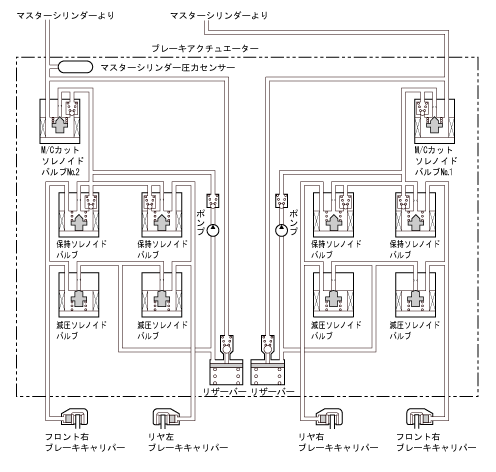 マスターシリンダーより
マスターシリンダーより
ブレーキアクチュエーター
マスターシリンダー圧力センサー
M/Cカット
ソレノイド
バルブNo.2
M/Cカット
ソレノイド
バルブNo.1
ポンプ
ポンプ
保持ソレノイド
バルブ
保持ソレノイド
バルブ
保持ソレノイド
バルブ
保持ソレノイド
バルブ
減圧ソレノイド
バルブ
減圧ソレノイド
バルブ
減圧ソレノイド
バルブ
減圧ソレノイド
バルブ
リザーバー
リザーバー
フロント右
ブレーキキャリパー
リヤ左
ブレーキキャリバー
リヤ右
ブレーキキャリパー
フロント右
ブレーキキャリパー